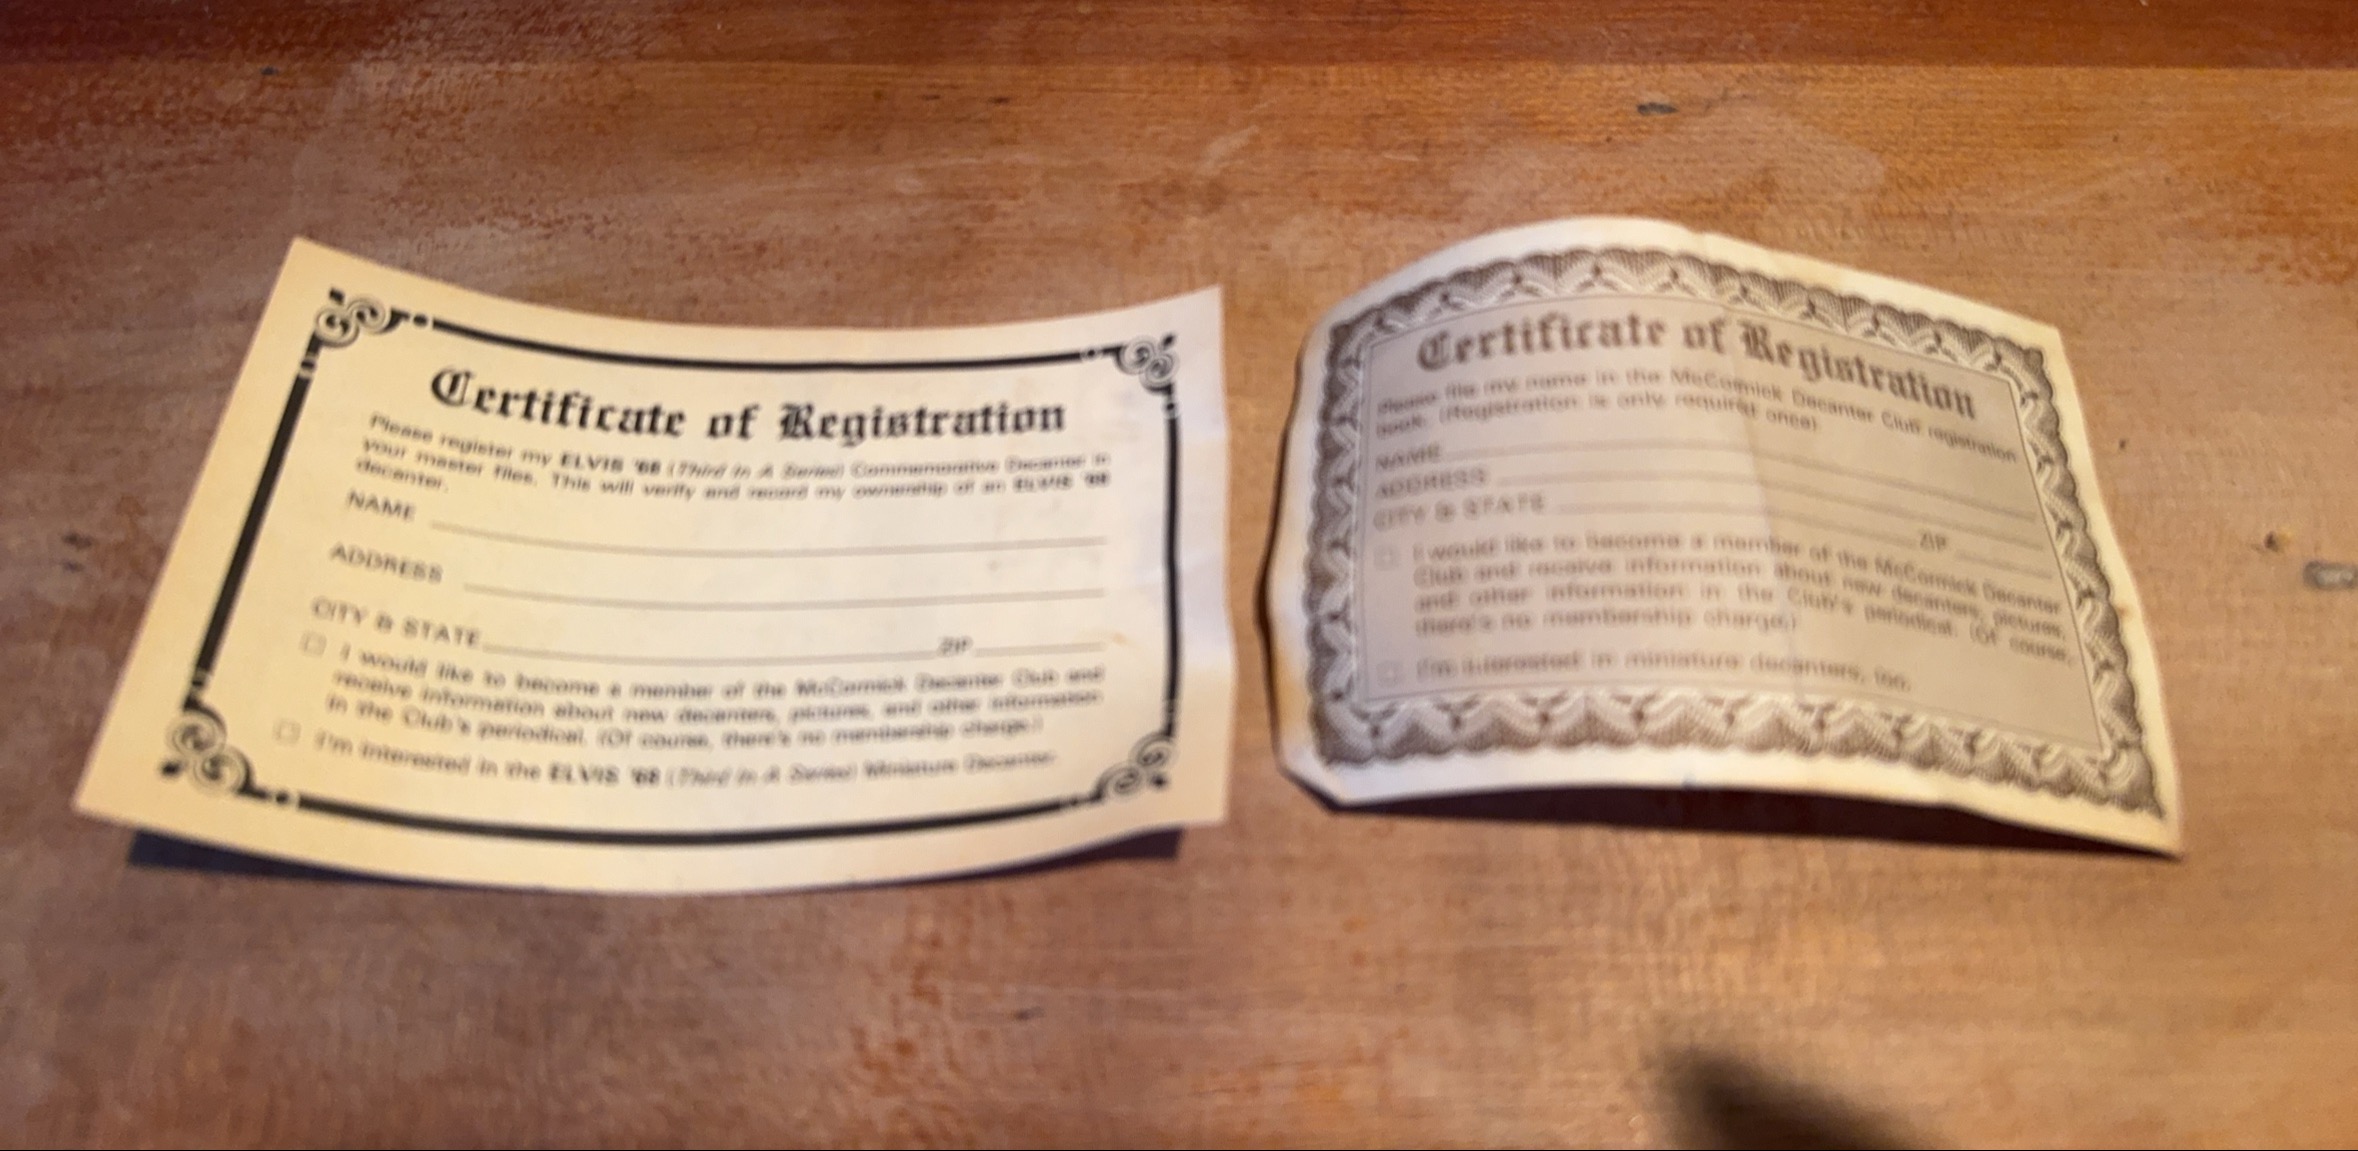 Certificate of Registration
Please register my ELVIS '68 (Third In A Series) Commemorative Decanter in
your master files. This will verify and record my ownership of an ELVIS '68
decanter.
NAME
ADDRESS
CITY & STATE ZIP
I would like to become a member of the McCormick Decanter Club and
receive information about new decanters, pictures, and other information
in the Club's periodical. (Of course, there's no membership charge.)
I'm interested in the ELVIS '68 (Third In A Series) Miniature Decanter.
Certificate of Registration
Please file my name in the McCormick Decanter Club registration
book. (Registration is only required once)
NAME
ADDRESS
CITY & STATE ZIP
I would like to become a member of the McCormick Decanter
Club and receive information about new decanters, pictures,
and other information in the Club's periodical. (Of course,
there's no membership charge.)
I'm interested in miniature decanters, too.